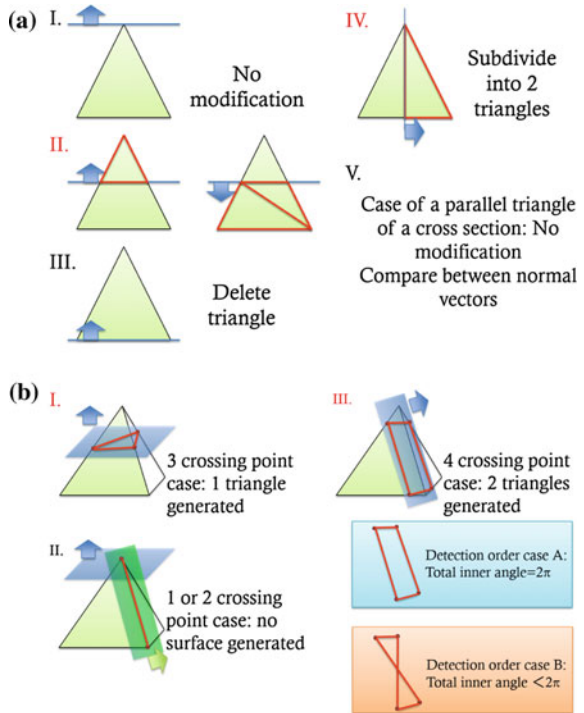 (a)
I.
No
modification
II.
III.
Delete
triangle
IV.
Subdivide
into 2
triangles
V.
Case of a parallel triangle
of a cross section: No
modification
Compare between normal
vectors
(b)
I.
3 crossing point
case: 1 triangle
generated
II.
1 or 2 crossing
point case: no
surface generated
III.
4 crossing point
case: 2 triangles
generated
Detection order case A:
Total inner angle=2π
Detection order case B:
Total inner angle <2π